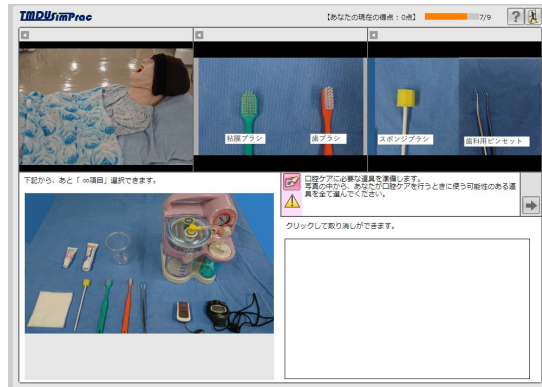 TMDUSimPrac
【あなたの現在の得点：0点】
7/9
?
粘膜ブラシ
歯ブラシ
スポンジブラシ
歯科用ピンセット
下記から、あと「∞項目」選択できます。
口腔ケアに必要な道具を準備します。
写真の中から、あなたが口腔ケアを行うときに使う可能性のある道
具を全て選んでください。
クリックして取り消しができます。